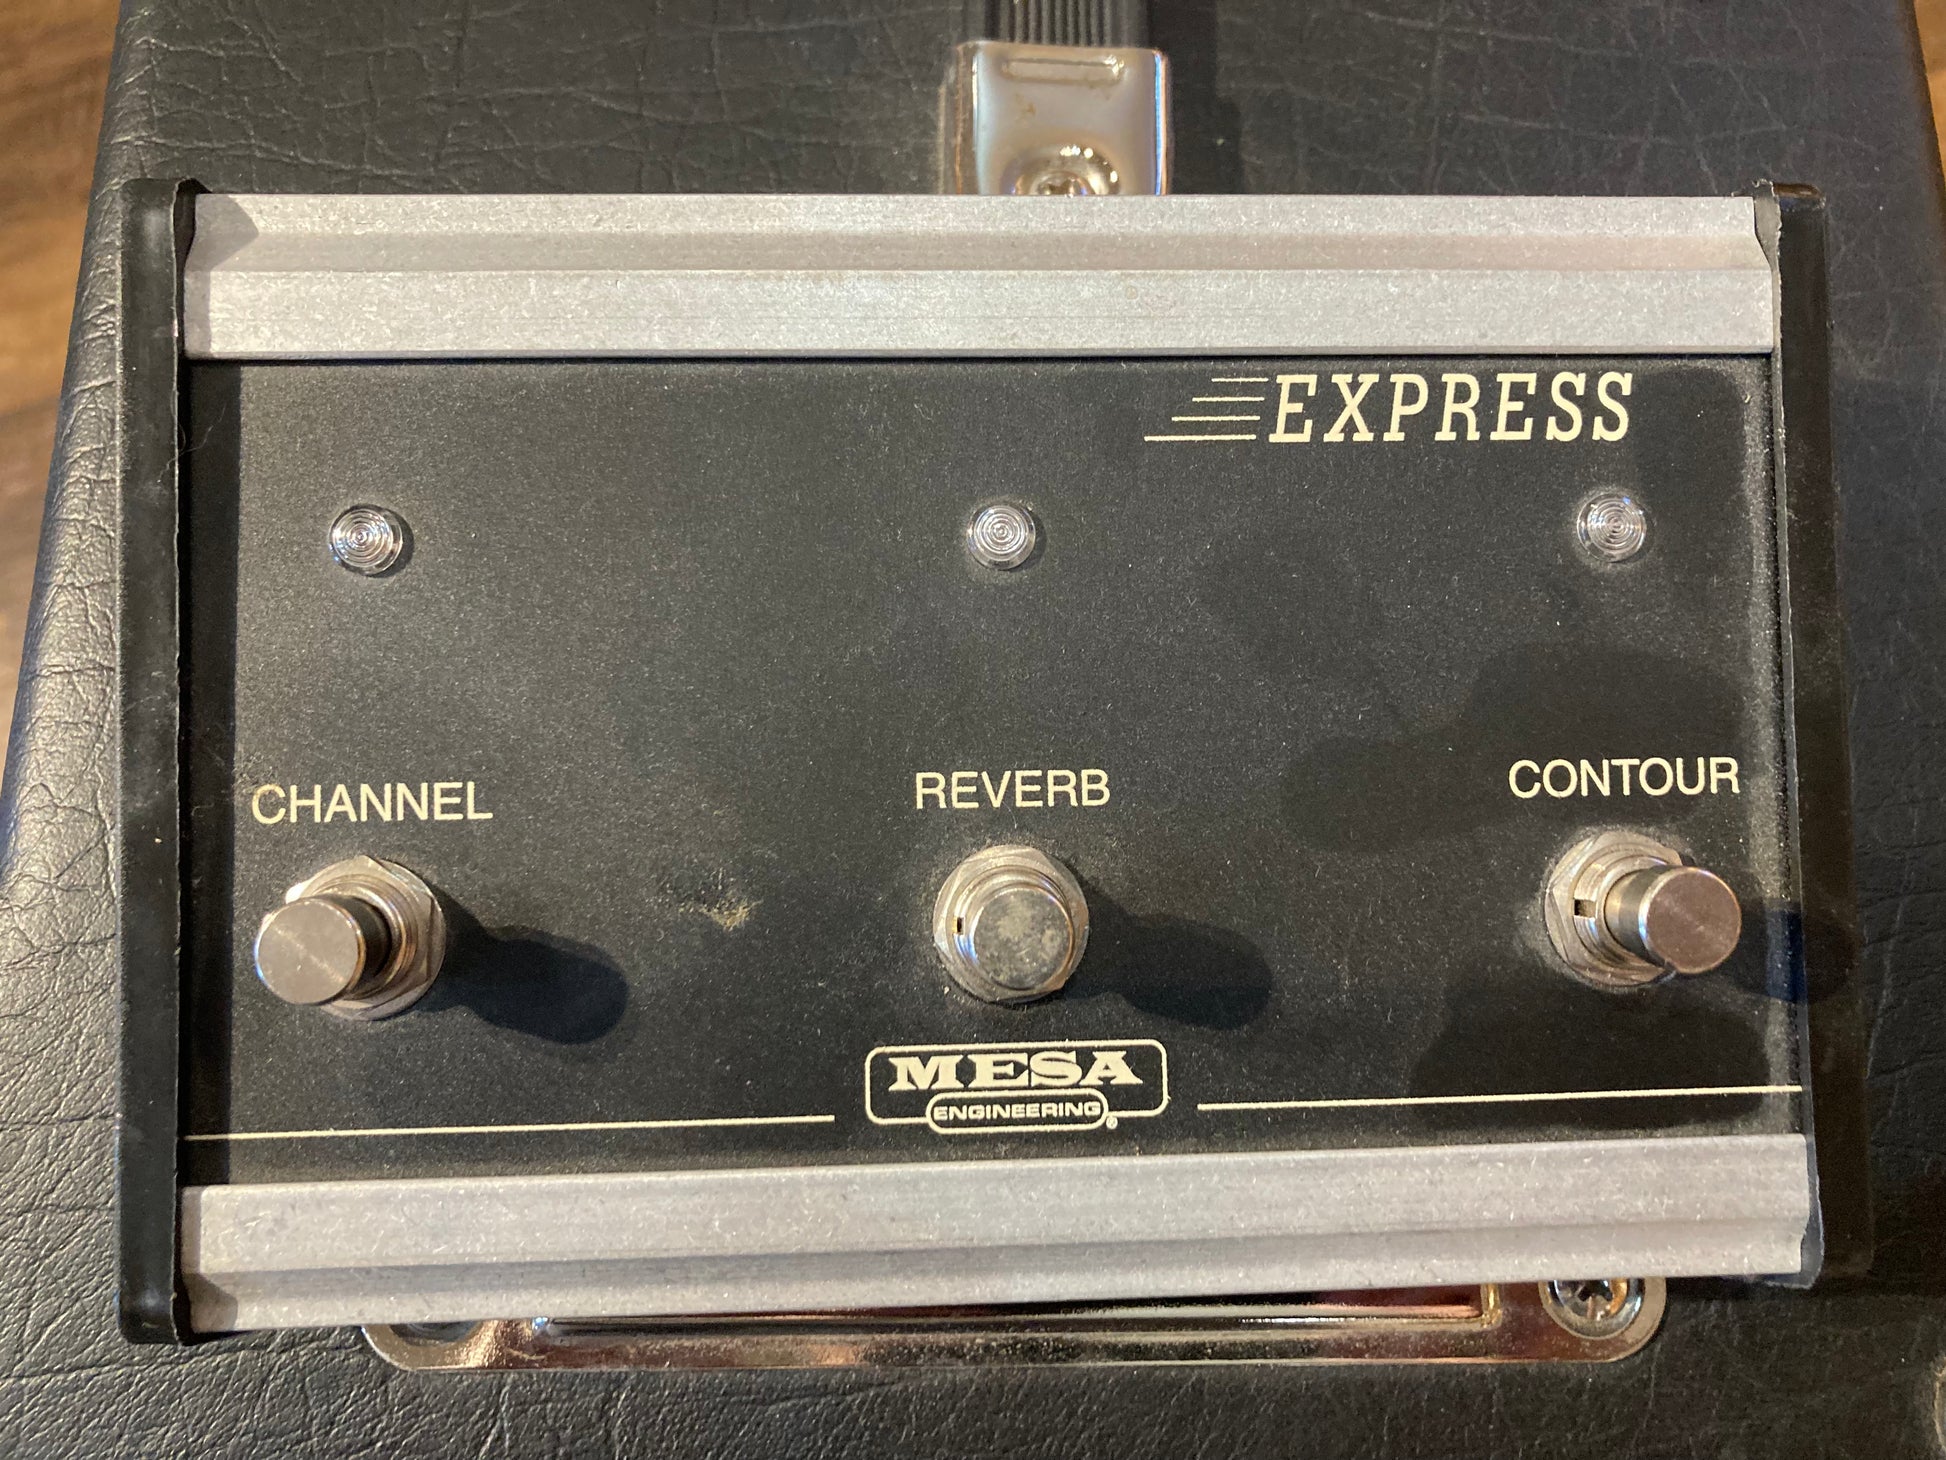 EXPRESS
CHANNEL
REVERB
CONTOUR
MESA
ENGINEERING®